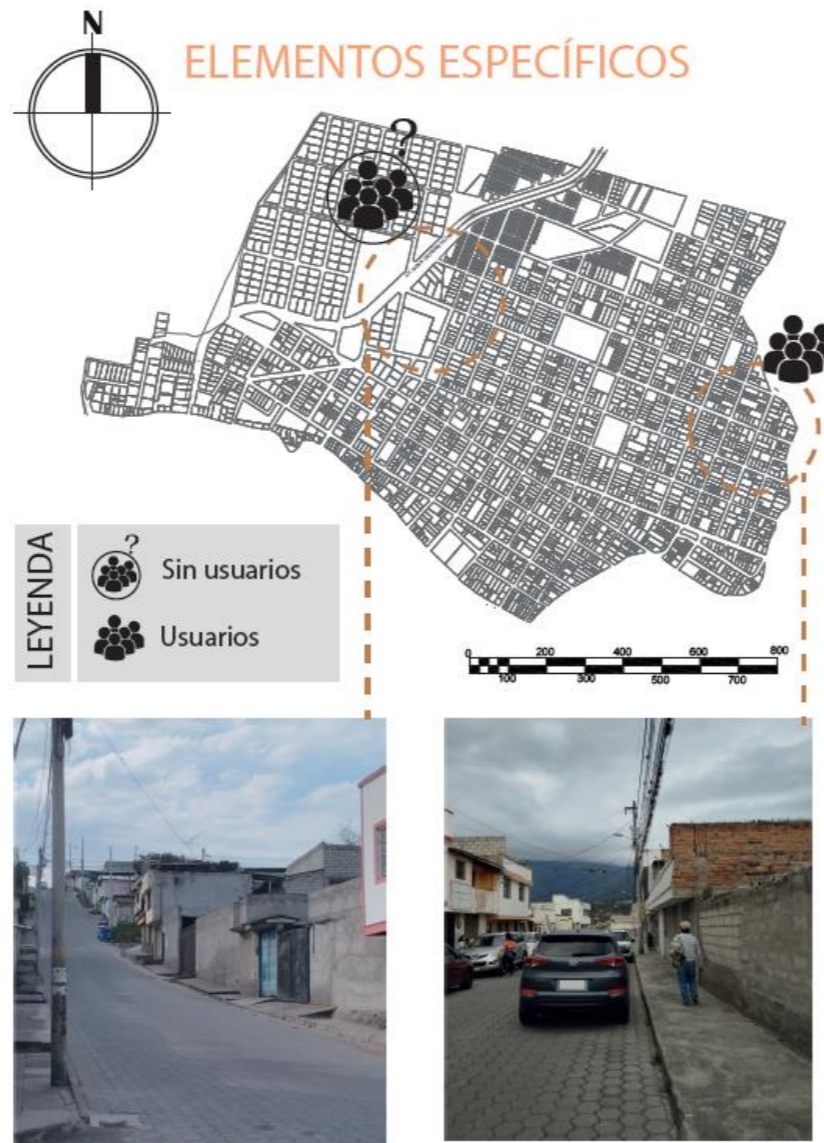 N
ELEMENTOS ESPECÍFICOS
?
LEYENDA
?
Sin usuarios
Usuarios
0 200 400 600 800
100 300 500 700